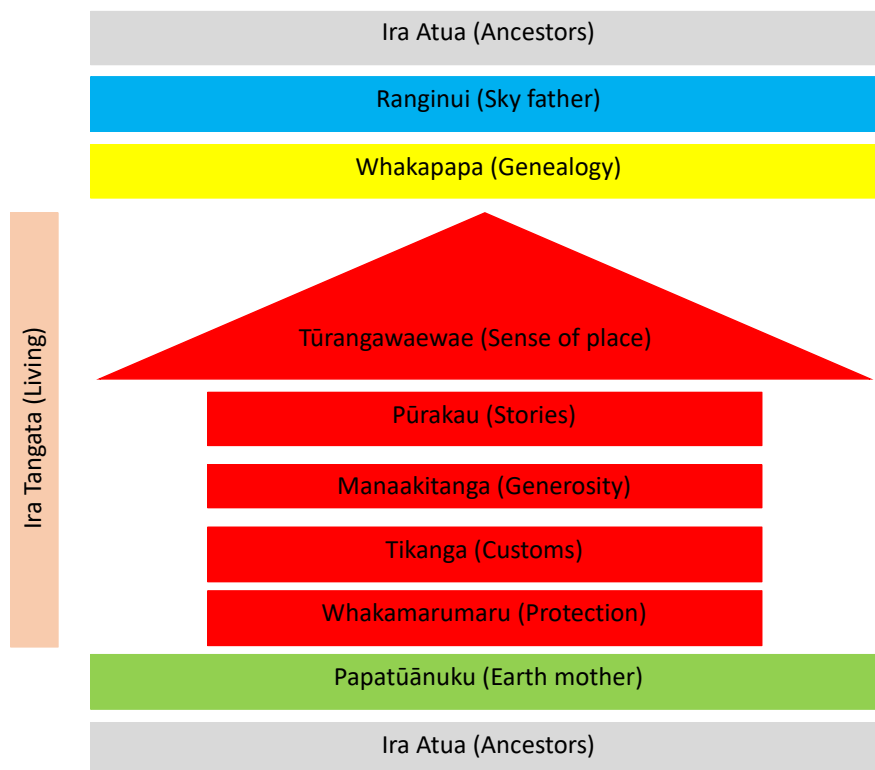 Ira Atua (Ancestors)
Ranginui (Sky father)
Whakapapa (Genealogy)
Ira Tangata (Living)
Tūrangawaewae (Sense of place)
Pūrakau (Stories)
Manaakitanga (Generosity)
Tikanga (Customs)
Whakamarumaru (Protection)
Papatūānuku (Earth mother)
Ira Atua (Ancestors)